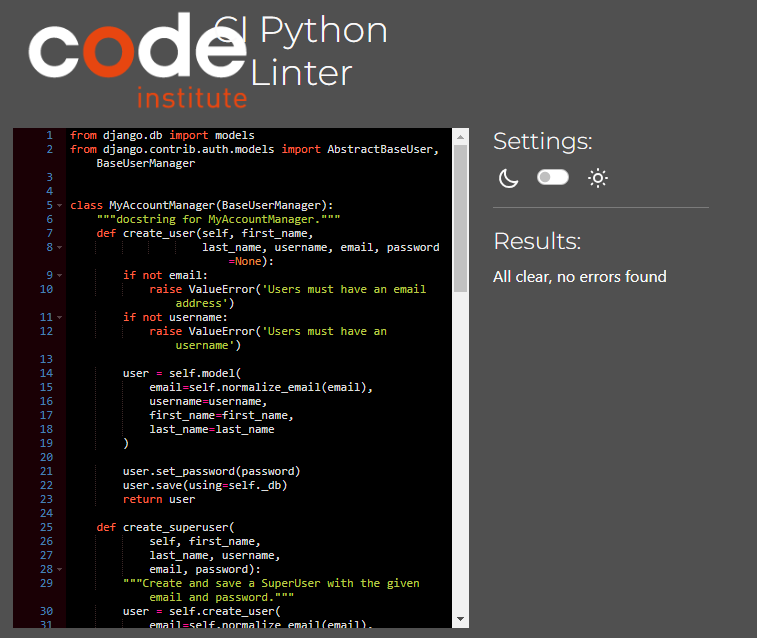 code
institute
CI Python
Linter
1 from django.db import models
2 from django.contrib.auth.models import AbstractBaseUser,
BaseUserManager
3
4
5 class MyAccountManager(BaseUserManager):
6 """docstring for MyAccountManager."""
7 def create_user(self, first_name,
8 last_name, username, email, password
=None):
9 if not email:
10 raise ValueError('Users must have an email
address')
11 if not username:
12 raise ValueError('Users must have an
username')
13
14 user = self.model(
15 email=self.normalize_email(email),
16 username=username,
17 first_name=first_name,
18 last_name=last_name
19 )
20
21 user.set_password(password)
22 user.save(using=self._db)
23 return user
24
25 def create_superuser(
26 self, first_name,
27 last_name, username,
28 email, password):
29 """Create and save a SuperUser with the given
email and password."""
30 user = self.create_user(
31 email=self.normalize_email(email),
Settings:
Results:
All clear, no errors found